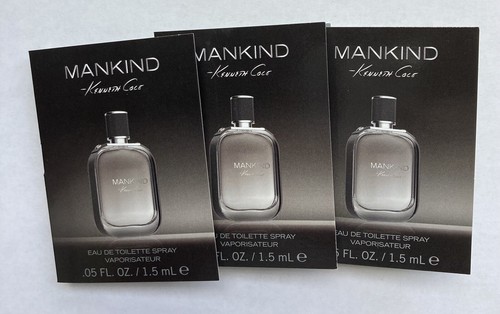 MANKIND
Kenneth Cole
MANKIND
EAU DE TOILETTE SPRAY
VAPORISATEUR
.05 FL. OZ. / 1.5 mL e
MANKIND
Kenneth Cole
MANKIND
DE TOILETTE SPRAY
VAPORISATEUR
FL. OZ. / 1.5 mL e
MANKIND
Kenneth Cole
MANKIND
EAU DE TOILETTE SPRAY
VAPORISATEUR
FL. OZ. / 1.5 mL e